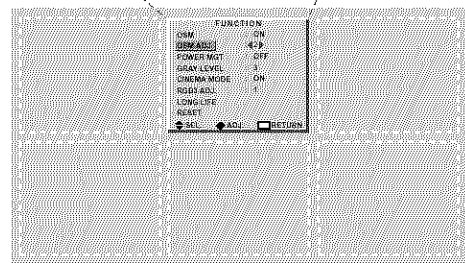 FUNCTION
OSM ON
OSM ADJ. ◀2▶
POWER MGT OFF
GRAY LEVEL 3
CINEMA MODE ON
RGB3 ADJ. 1
LONG LIFE
RESET
SEL. ADJ. RETURN